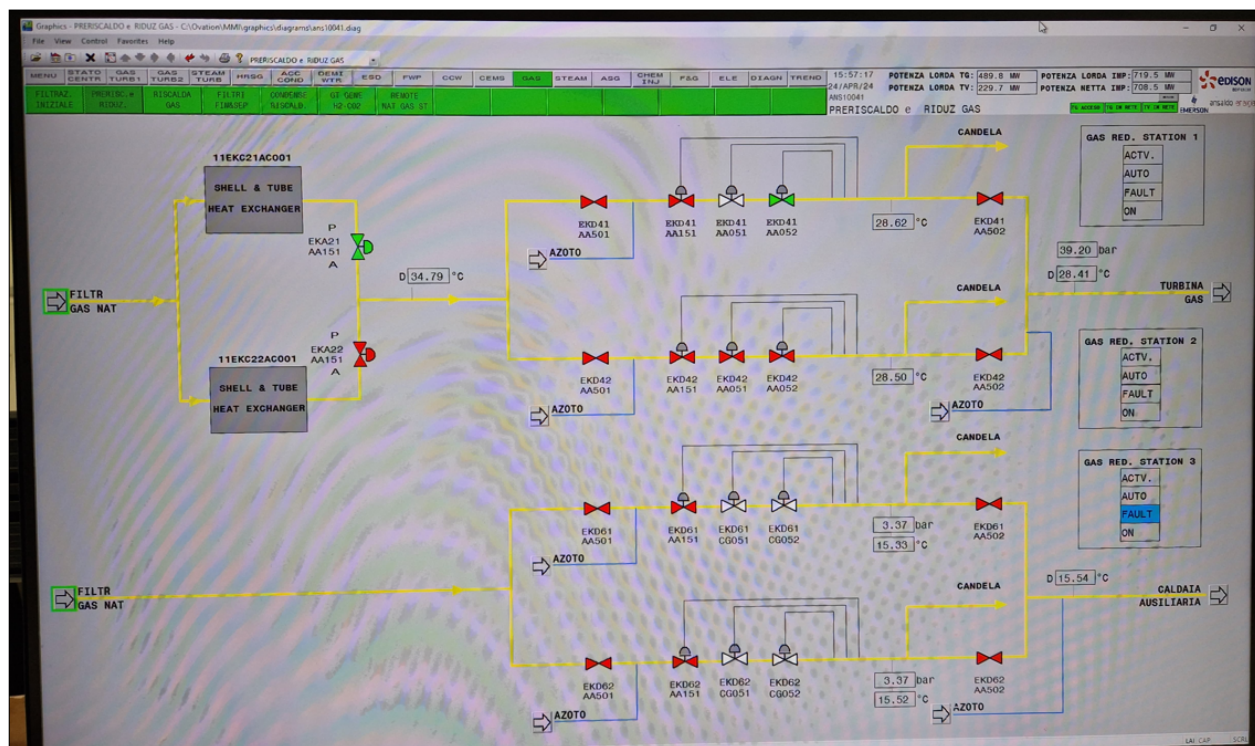 Graphics - PRERISCALDO e RIDUZ GAS - C:\Ovation\MMI\graphics\diagrams\ans10041.diag
File View Control Favorites Help
PRERISCALDO e RIDUZ GAS
MENU
STATO CENTR.
GAS TURB1
GAS TURB2
STEAM TURB
HRSG
ACC COND
DEMI WTR
ESD
FWP
CCW
CEMS
GAS
STEAM
ASG
CHEM INJ
F&G
ELE
DIAGN
TREND
FILTRAZ. INIZIALE
PRERISC.e RIDUZ.
RISCALDA GAS
FILTRI FIN&SEP
CONDENSE RISCALD.
GT GENE H2-CO2
REMOTE NAT GAS ST
15:57:17
24/APR/24
ANS10041
POTENZA LORDA TG: 489.8 MW
POTENZA LORDA IMP: 719.5 MW
POTENZA LORDA TV: 229.7 MW
POTENZA NETTA IMP: 708.5 MW
PRERISCALDO e RIDUZ GAS
EDISON
EMERSON
11EKC21AC001
SHELL & TUBE
HEAT EXCHANGER
P
EKA21
AA151
A
FILTR
GAS NAT
P
EKA22
AA151
A
11EKC22AC001
SHELL & TUBE
HEAT EXCHANGER
D 34.79 °C
CANDELA
EKD41
AA501
EKD41
AA151
EKD41
AA051
EKD41
AA052
28.62 °C
EKD41
AA502
AZOTO
39.20 bar
D 28.41 °C
CANDELA
TURBINA
GAS
EKD42
AA501
EKD42
AA151
EKD42
AA051
EKD42
AA052
28.50 °C
EKD42
AA502
AZOTO
AZOTO
GAS RED. STATION 1
ACTV.
AUTO
FAULT
ON
GAS RED. STATION 2
ACTV.
AUTO
FAULT
ON
GAS RED. STATION 3
ACTV.
AUTO
FAULT
ON
CANDELA
EKD61
AA501
EKD61
AA151
EKD61
CG051
EKD61
CG052
3.37 bar
15.33 °C
EKD61
AA502
AZOTO
FILTR
GAS NAT
CANDELA
D 15.54 °C
CALDAIA
AUSILIARIA
EKD62
AA501
EKD62
AA151
EKD62
CG051
EKD62
CG052
3.37 bar
15.52 °C
EKD62
AA502
AZOTO
AZOTO